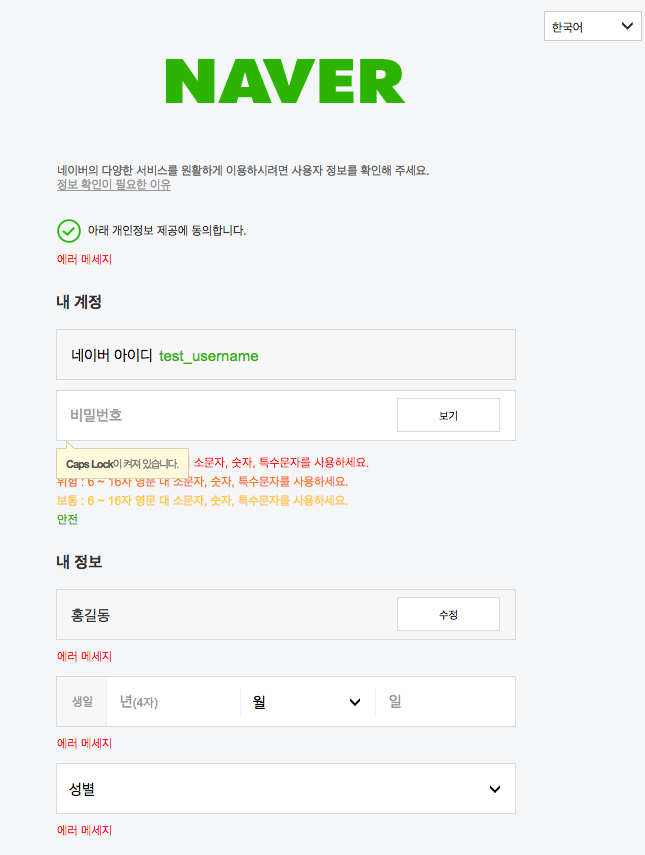 한국어
NAVER
네이버의 다양한 서비스를 원활하게 이용하시려면 사용자 정보를 확인해 주세요.
정보 확인이 필요한 이유
아래 개인정보 제공에 동의합니다.
에러 메세지
내 계정
네이버 아이디 test_username
비밀번호 보기
Caps Lock이 켜져 있습니다. 소문자, 숫자, 특수문자를 사용하세요.
위험 : 6 ~ 16자 영문 대 소문자, 숫자, 특수문자를 사용하세요.
보통 : 6 ~ 16자 영문 대 소문자, 숫자, 특수문자를 사용하세요.
안전
내 정보
홍길동 수정
에러 메세지
생일 년(4자) 월 일
에러 메세지
성별
에러 메세지